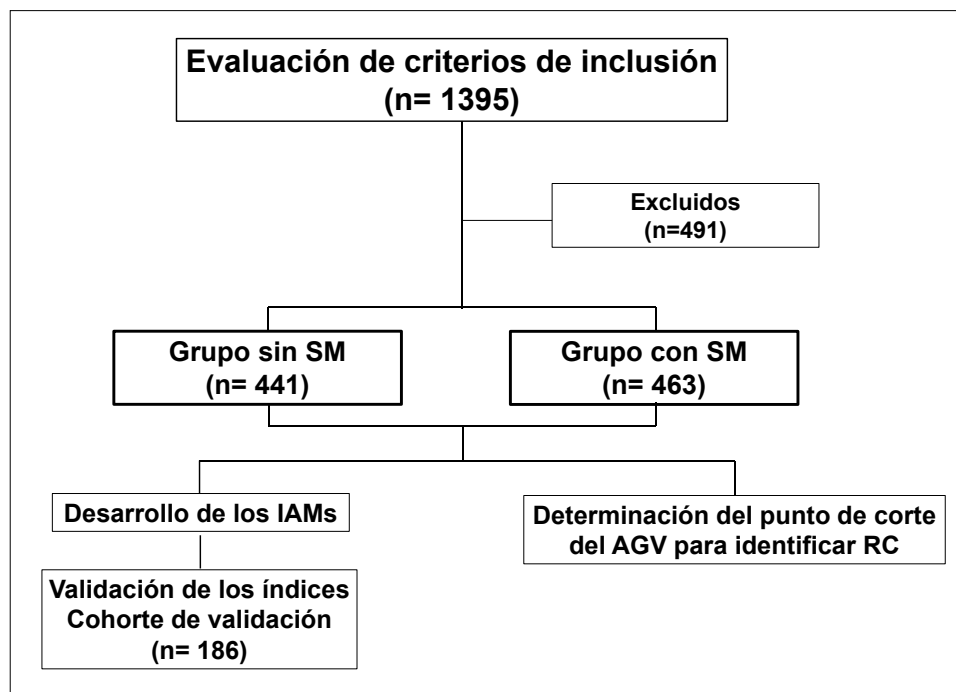 Evaluación de criterios de inclusión
(n= 1395)
Excluidos
(n=491)
Grupo sin SM
(n= 441)
Grupo con SM
(n= 463)
Desarrollo de los IAMs
Determinación del punto de corte
del AGV para identificar RC
Validación de los índices
Cohorte de validación
(n= 186)